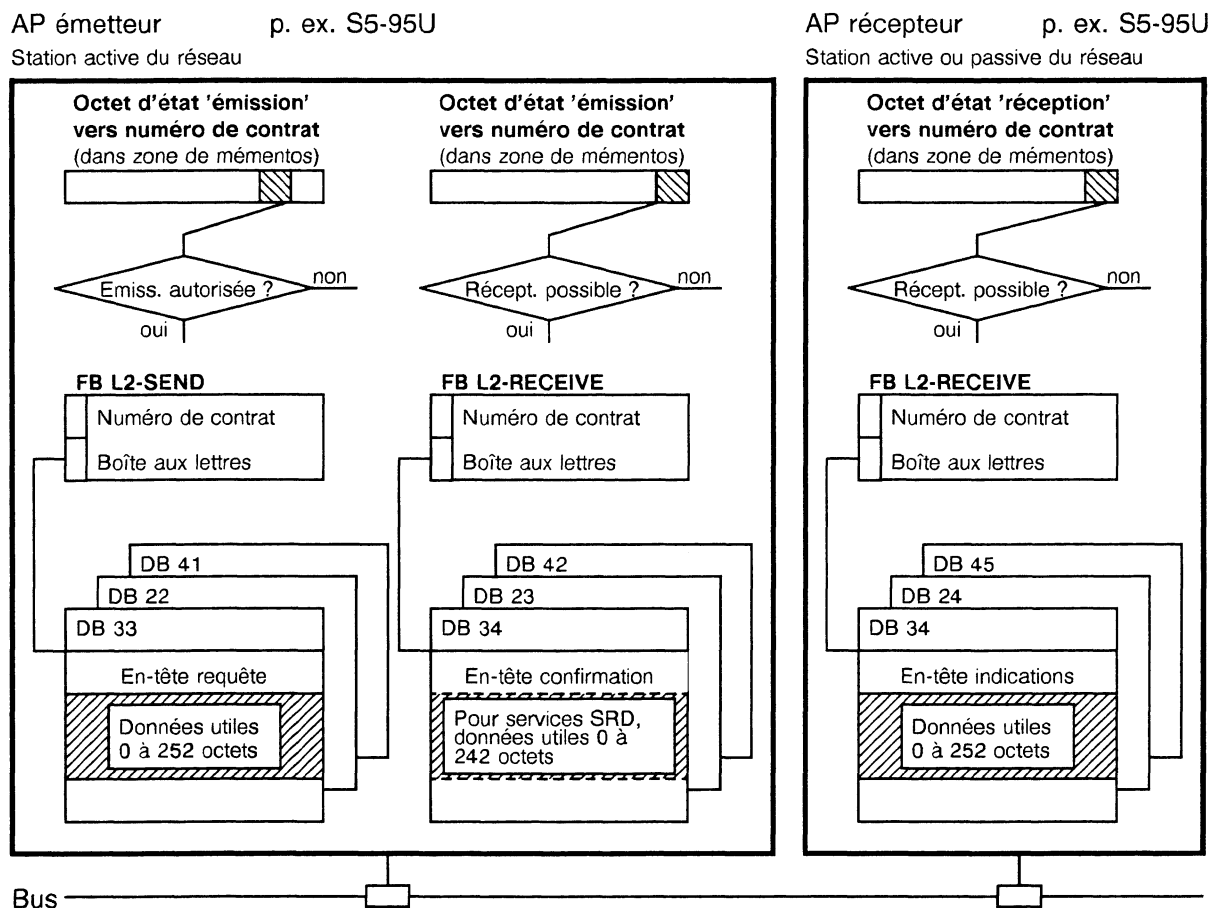 AP émetteur p. ex. S5-95U
Station active du réseau
Octet d'état 'émission'
vers numéro de contrat
(dans zone de mémentos)
Emiss. autorisée ?
non
oui
FB L2-SEND
Numéro de contrat
Boîte aux lettres
DB 41
DB 22
DB 33
En-tête requête
Données utiles
0 à 252 octets
Octet d'état 'émission'
vers numéro de contrat
(dans zone de mémentos)
Récept. possible ?
non
oui
FB L2-RECEIVE
Numéro de contrat
Boîte aux lettres
DB 42
DB 23
DB 34
En-tête confirmation
Pour services SRD,
données utiles 0 à
242 octets
AP récepteur p. ex. S5-95U
Station active ou passive du réseau
Octet d'état 'réception'
vers numéro de contrat
(dans zone de mémentos)
Récept. possible ?
non
oui
FB L2-RECEIVE
Numéro de contrat
Boîte aux lettres
DB 45
DB 24
DB 34
En-tête indications
Données utiles
0 à 252 octets
Bus